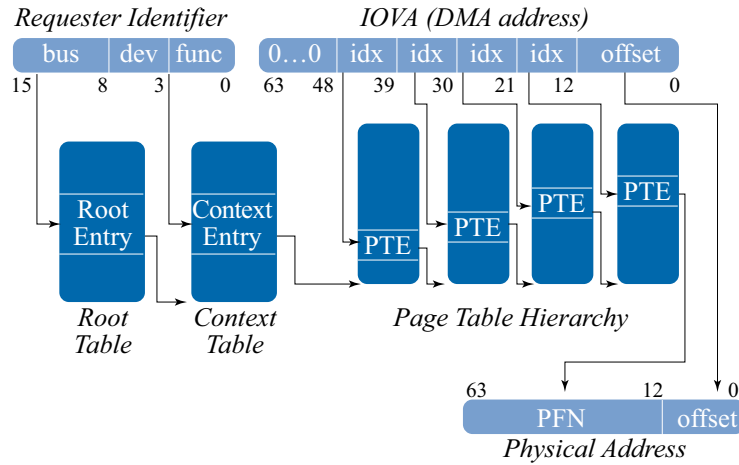 Requester Identifier IOVA (DMA address)
bus dev func 0…0 idx idx idx idx offset
15 8 3 0 63 48 39 30 21 12 0
Root Entry
Context Entry
PTE PTE PTE PTE
Root Table
Context Table
Page Table Hierarchy
63 12 0
PFN offset
Physical Address